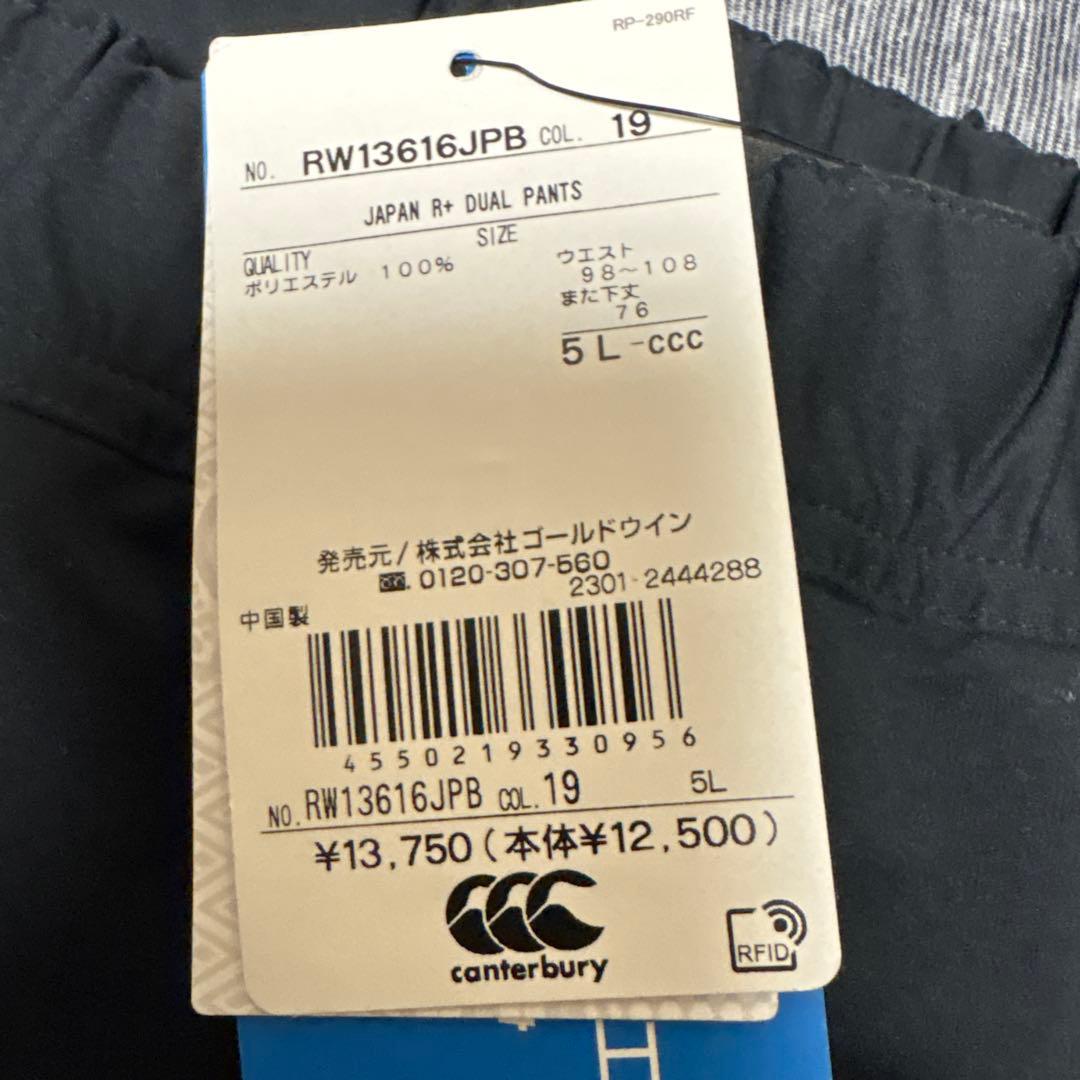 RP-290RF
NO. RW13616JPB COL. 19
JAPAN R+ DUAL PANTS
QUALITY SIZE
ポリエステル 100%
ウエスト
98～108
また下丈
76
5L-CCC
発売元/株式会社ゴールドウイン
0120-307-560
2301-2444288
中国製
4550219330956
NO. RW13616JPB COL. 19 5L
¥13,750(本体¥12,500)
canterbury
RFID